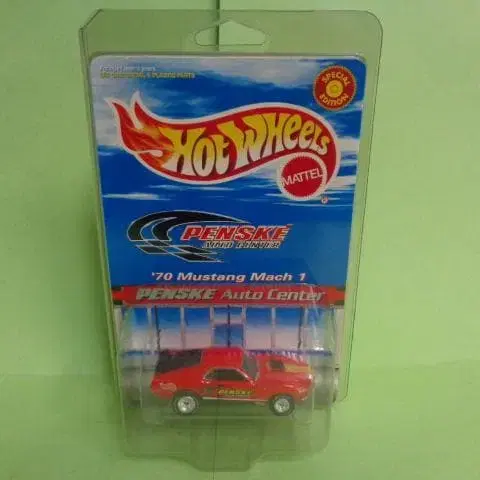 SPECIAL
EDITION
HOT WHEELS
MATTEL
®
PENSKE
AUTO CENTER
'70 Mustang Mach 1
PENSKE Auto Center
PENSKE